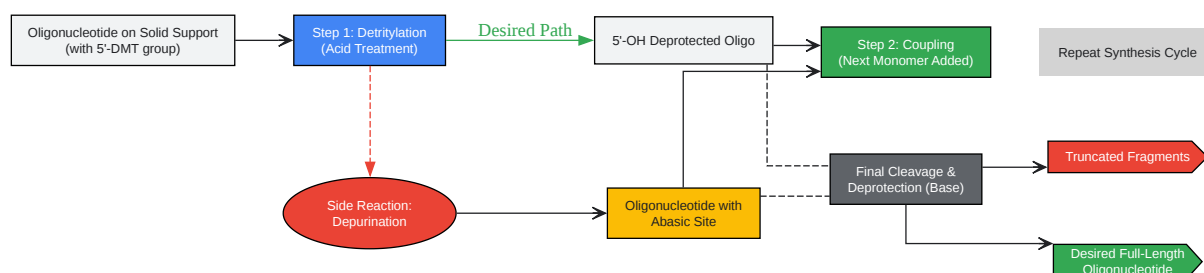 Oligonucleotide on Solid Support
(with 5'-DMT group)
Step 1: Detritylation
(Acid Treatment)
Desired Path
5'-OH Deprotected Oligo
Step 2: Coupling
(Next Monomer Added)
Repeat Synthesis Cycle
Side Reaction:
Depurination
Oligonucleotide with
Abasic Site
Final Cleavage &
Deprotection (Base)
Truncated Fragments
Desired Full-Length
Oligonucleotide